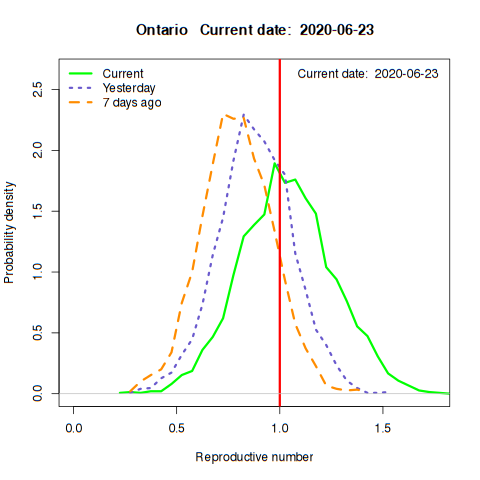 Ontario Current date: 2020-06-23
Current
Yesterday
7 days ago
Current date: 2020-06-23
Probability density
2.5
2.0
1.5
1.0
0.5
0.0
0.0 0.5 1.0 1.5
Reproductive number